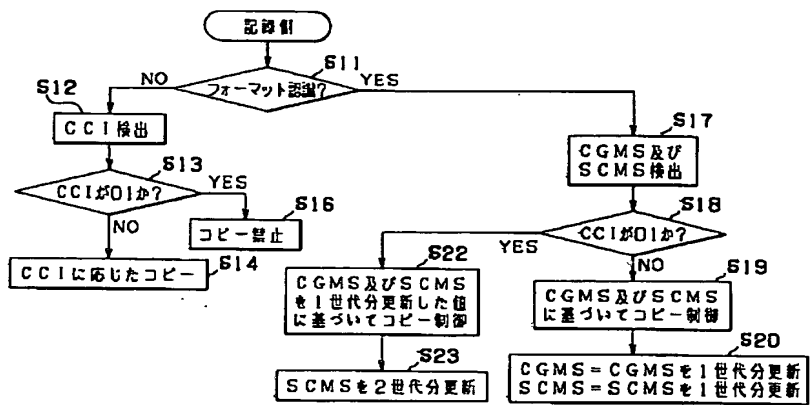 記録側
S11
フォーマット認識?
NO
YES
S12
CCI検出
S13
CCIが01か?
YES
NO
S16
コピー禁止
CCIに応じたコピー
S14
S17
CGMS及び
SCMS検出
S18
CCIが01か?
YES
NO
S22
CGMS及びSCMS
を1世代分更新した値
に基づいてコピー制御
S23
SCMSを2世代分更新
S19
CGMS及びSCMS
に基づいてコピー制御
S20
CGMS=CGMSを1世代分更新
SCMS=SCMSを1世代分更新